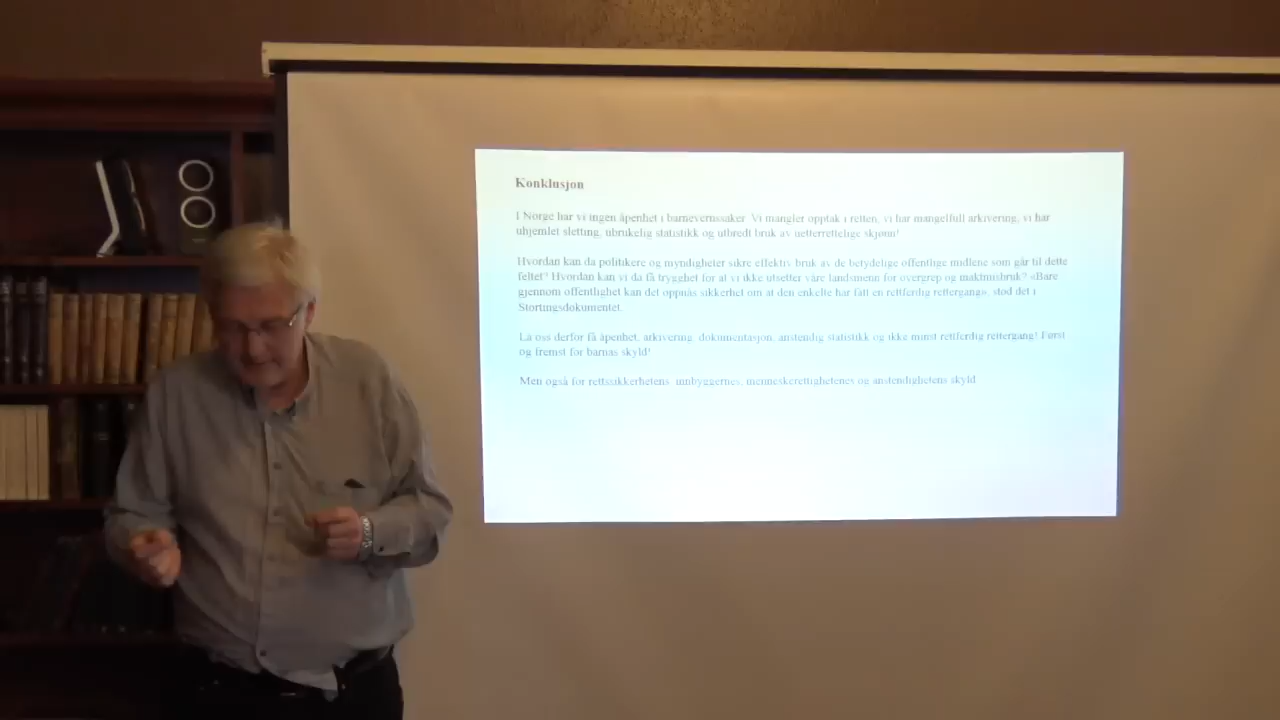 Konklusjon
I Norge har vi ingen åpenhet i barnevernssaker. Vi mangler opptak i retten, vi har mangelfull arkivering, vi har
uhjemlet sletting, ubrukelig statistikk og utbredt bruk av uetterrettelige skjønn!
Hvordan kan da politikere og myndigheter sikre effektiv bruk av de betydelige offentlige midlene som går til dette
feltet? Hvordan kan vi da få trygghet for at vi ikke utsetter våre landsmenn for overgrep og maktmisbruk? «Bare
gjennom offentlighet kan det oppnås sikkerhet om at den enkelte har fått en rettferdig rettergang», stod det i
Stortingsdokumentet.
La oss derfor få åpenhet, arkivering, dokumentasjon, anstendig statistikk og ikke minst rettferdig rettergang! Først
og fremst for barnas skyld!
Men også for rettssikkerhetens, innbyggernes, menneskerettighetenes og anstendighetens skyld